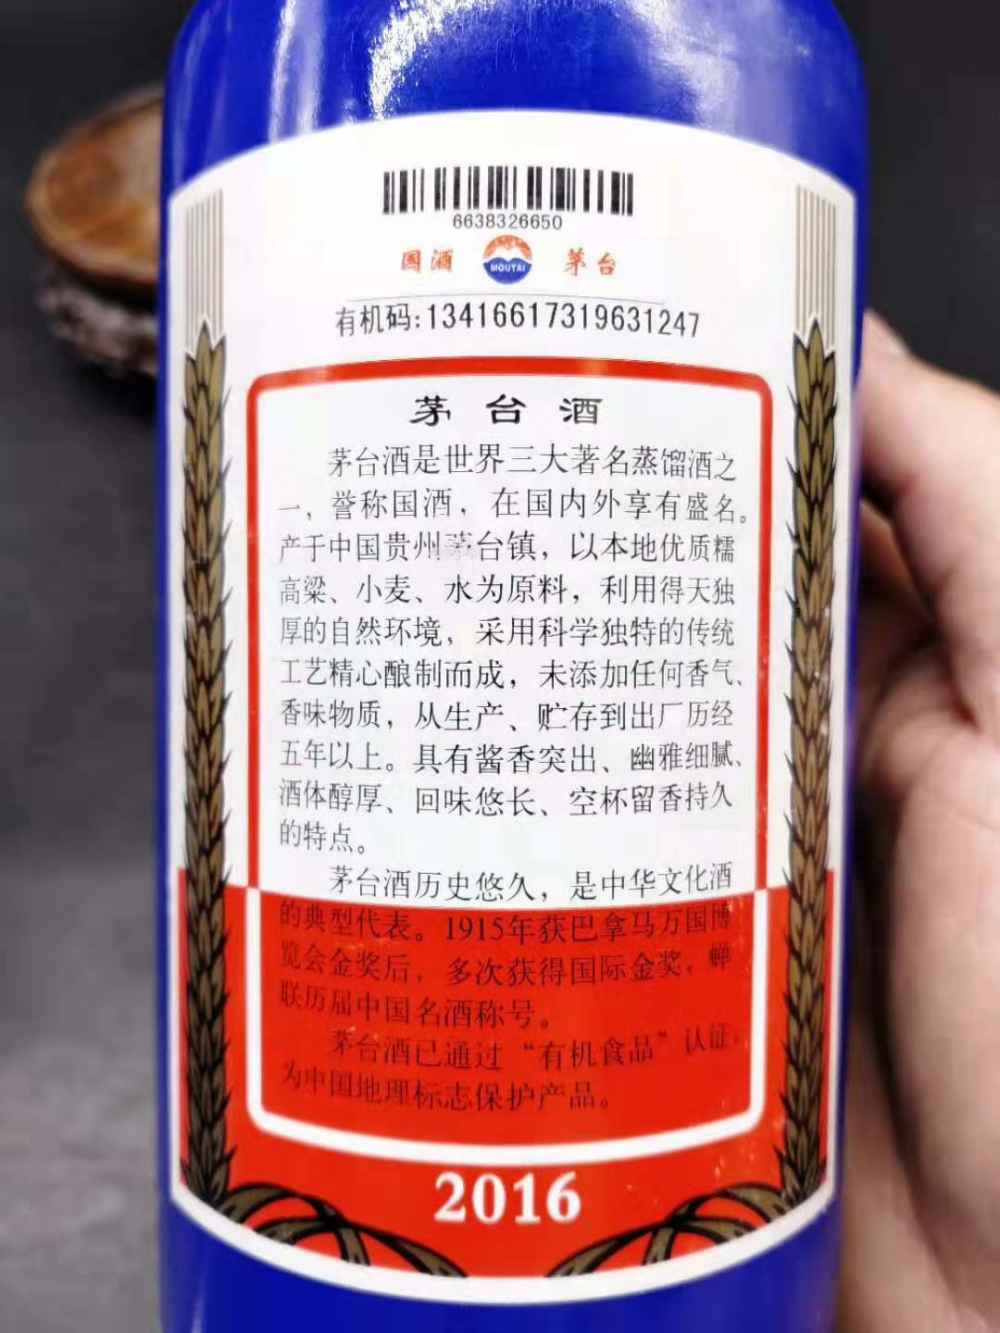 6638326650
国酒 MOUTAI 茅台
有机码:13416617319631247
茅台酒
茅台酒是世界三大著名蒸馏酒之
一，誉称国酒，在国内外享有盛名。
产于中国贵州茅台镇，以本地优质糯
高粱、小麦、水为原料，利用得天独
厚的自然环境，采用科学独特的传统
工艺精心酿制而成，未添加任何香气、
香味物质，从生产、贮存到出厂历经
五年以上。具有酱香突出、幽雅细腻、
酒体醇厚、回味悠长、空杯留香持久
的特点。
茅台酒历史悠久，是中华文化酒
的典型代表。1915年获巴拿马万国博
览会金奖后，多次获得国际金奖，蝉
联历届中国名酒称号。
茅台酒已通过“有机食品”认证，
为中国地理标志保护产品。
2016